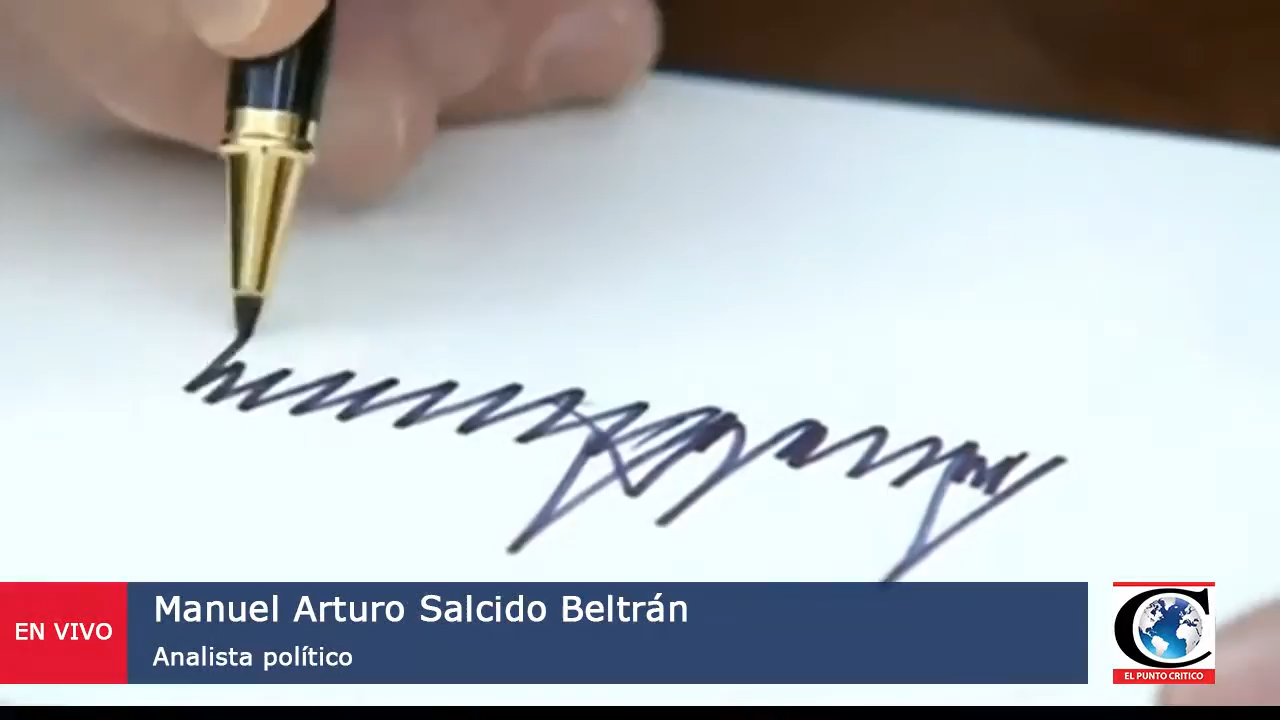 EN VIVO
Manuel Arturo Salcido Beltrán
Analista político
EL PUNTO CRITICO